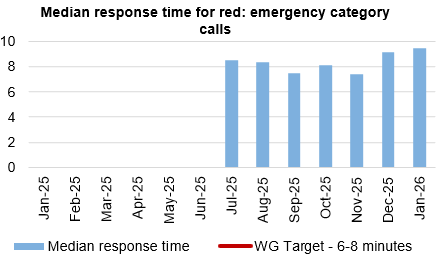 Median response time for red: emergency category
calls
10
8
6
4
2
0
Jan-25
Feb-25
Mar-25
Apr-25
May-25
Jun-25
Jul-25
Aug-25
Sep-25
Oct-25
Nov-25
Dec-25
Jan-26
Median response time
WG Target - 6-8 minutes